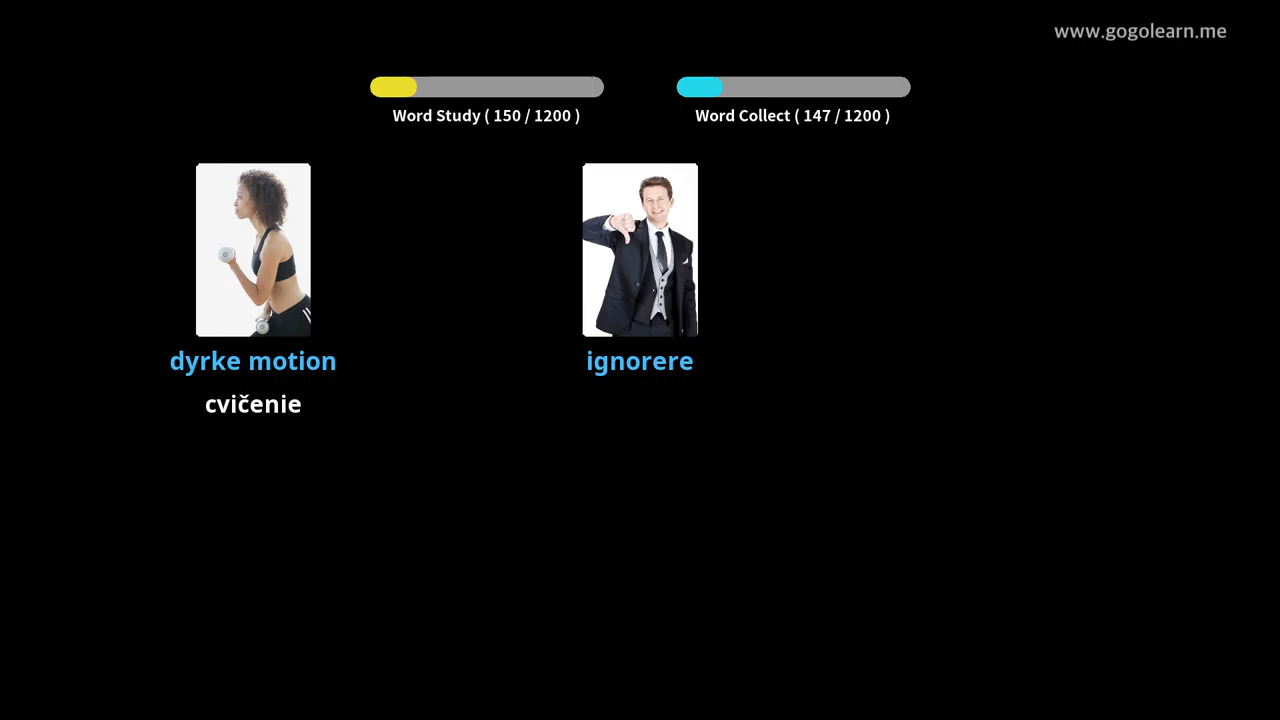 www.gogolearn.me
Word Study ( 150 / 1200 )
Word Collect ( 147 / 1200 )
dyrke motion
cvičenie
ignorere